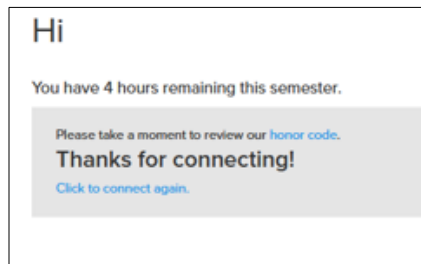 Hi
You have 4 hours remaining this semester.
Please take a moment to review our honor code.
Thanks for connecting!
Click to connect again.